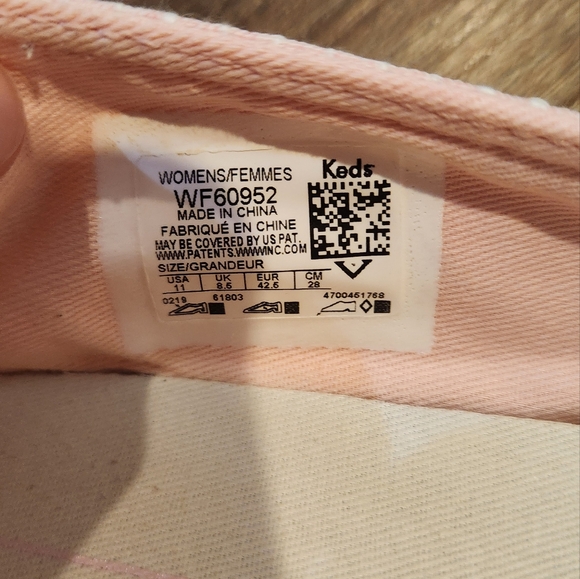 Keds
WOMENS/FEMMES
WF60952
MADE IN CHINA
FABRIQUÉ EN CHINE
MAY BE COVERED BY US PAT.
WWW.PATENTS.WWWINC.COM
SIZE/GRANDEUR
USA UK EUR CM
11 8.5 42.5 28
0219 61803 4700451768